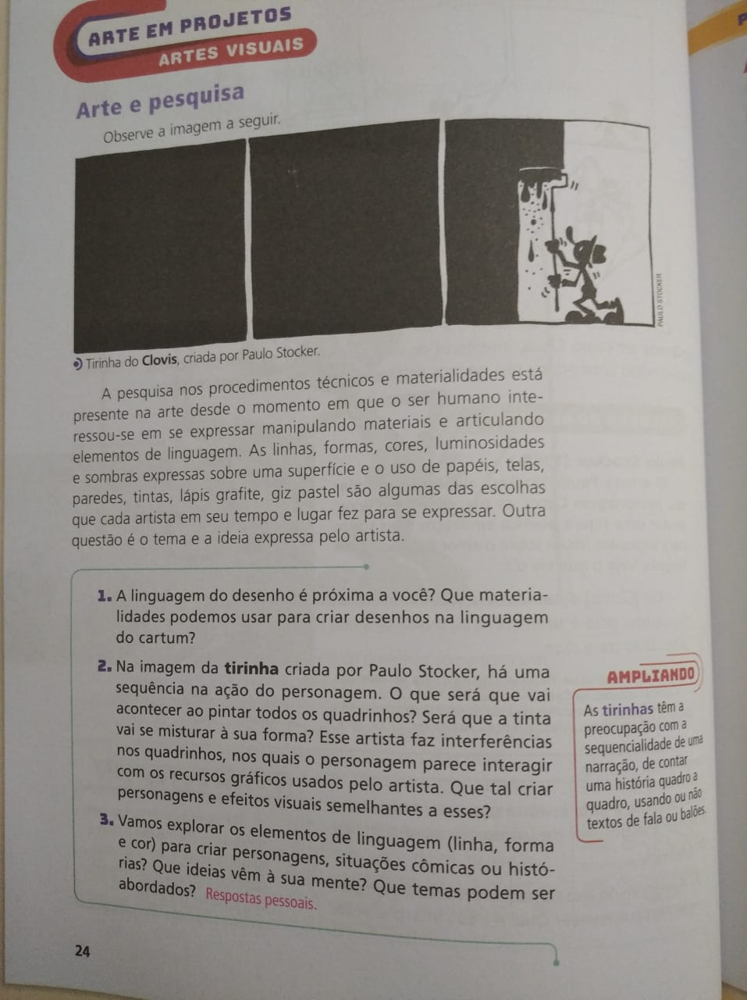 ARTE EM PROJETOS
ARTES VISUAIS
Arte e pesquisa
Observe a imagem a seguir.
PAULO STOCKER
Tirinha do Clovis, criada por Paulo Stocker.
A pesquisa nos procedimentos técnicos e materialidades está
presente na arte desde o momento em que o ser humano inte-
ressou-se em se expressar manipulando materiais e articulando
elementos de linguagem. As linhas, formas, cores, luminosidades
e sombras expressas sobre uma superfície e o uso de papéis, telas,
paredes, tintas, lápis grafite, giz pastel são algumas das escolhas
que cada artista em seu tempo e lugar fez para se expressar. Outra
questão é o tema e a ideia expressa pelo artista.
1. A linguagem do desenho é próxima a você? Que materia-
lidades podemos usar para criar desenhos na linguagem
do cartum?
2. Na imagem da tirinha criada por Paulo Stocker, há uma
sequência na ação do personagem. O que será que vai
acontecer ao pintar todos os quadrinhos? Será que a tinta
vai se misturar à sua forma? Esse artista faz interferências
nos quadrinhos, nos quais o personagem parece interagir
com os recursos gráficos usados pelo artista. Que tal criar
personagens e efeitos visuais semelhantes a esses?
3. Vamos explorar os elementos de linguagem (linha, forma
e cor) para criar personagens, situações cômicas ou histó-
rias? Que ideias vêm à sua mente? Que temas podem ser
abordados? Respostas pessoais.
AMPLIANDO
As tirinhas têm a
preocupação com a
sequencialidade de uma
narração, de contar
uma história quadro a
quadro, usando ou não
textos de fala ou balões.
24